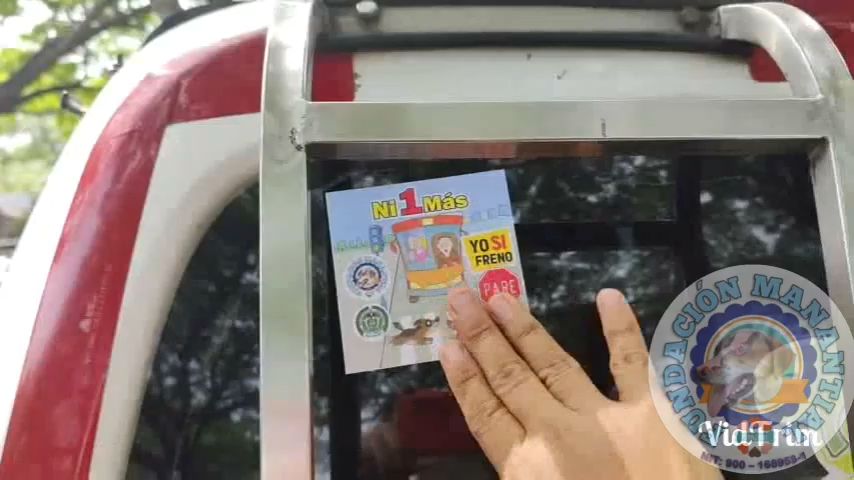 Ni 1 Más
YO SI
FRENO
PARE
FUNDACIÓN MANANTIAL
VidTrim
NIT: 900 - 168953-1